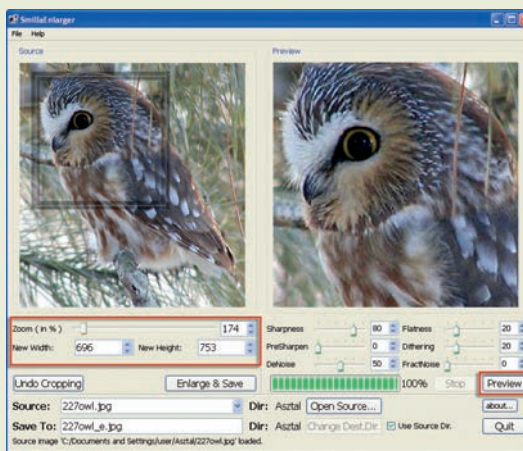 SmillaEnlarger
File Help
Source Preview
Zoom ( in % ) 174
New Width: 696 New Height: 753
Sharpness 80 Flatness 20
PreSharpen 0 Dithering 20
DeNoise 50 FractNoise 0
Undo Cropping Enlarge & Save 100% Stop Preview
Source: 227owl.jpg Dir: Asztal Open Source... about...
Save To: 227owl_e.jpg Dir: Asztal Change Dest.Dir. Use Source Dir. Quit
Source image 'C:/Documents and Settings/user/Asztal/227owl.jpg' loaded.